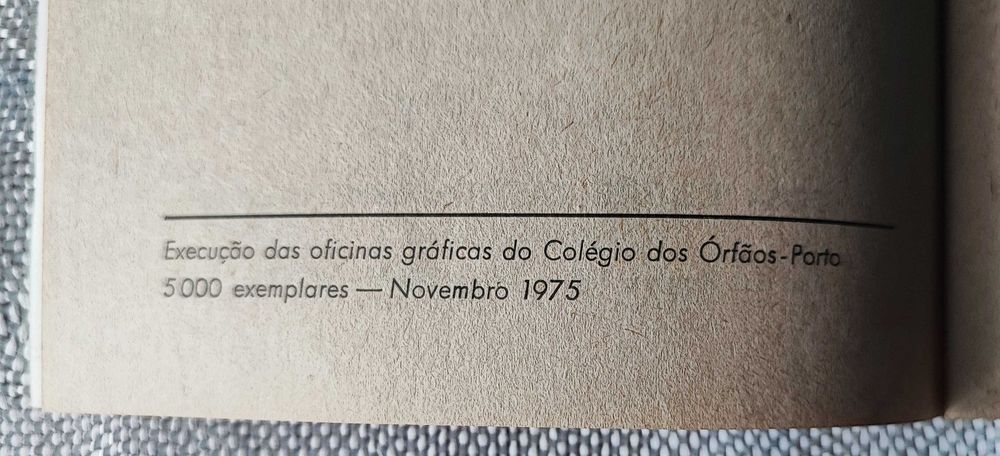 Execução das oficinas gráficas do Colégio dos Órfãos-Porto
5000 exemplares — Novembro 1975